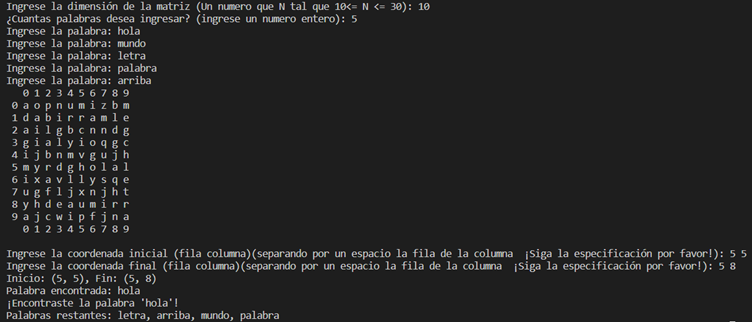 Ingrese la dimensión de la matriz (Un numero que N tal que 10<= N <= 30): 10
¿Cuantas palabras desea ingresar? (ingrese un numero entero): 5
Ingrese la palabra: hola
Ingrese la palabra: mundo
Ingrese la palabra: letra
Ingrese la palabra: palabra
Ingrese la palabra: arriba
0 1 2 3 4 5 6 7 8 9
0 a o p n u m i z b m
1 d a b i r r a m l e
2 a i l g b c n n d g
3 g i a l y i o q g c
4 i j b n m v g u j h
5 m y r d g h o l a l
6 i x a v l l y s q e
7 u g f l j x n j h t
8 y h d e a u m i r r
9 a j c w i p f j n a
0 1 2 3 4 5 6 7 8 9
Ingrese la coordenada inicial (fila columna)(separando por un espacio la fila de la columna ¡Siga la especificación por favor!): 5 5
Ingrese la coordenada final (fila columna)(separando por un espacio la fila de la columna ¡Siga la especificación por favor!): 5 8
Inicio: (5, 5), Fin: (5, 8)
Palabra encontrada: hola
¡Encontraste la palabra 'hola'!
Palabras restantes: letra, arriba, mundo, palabra